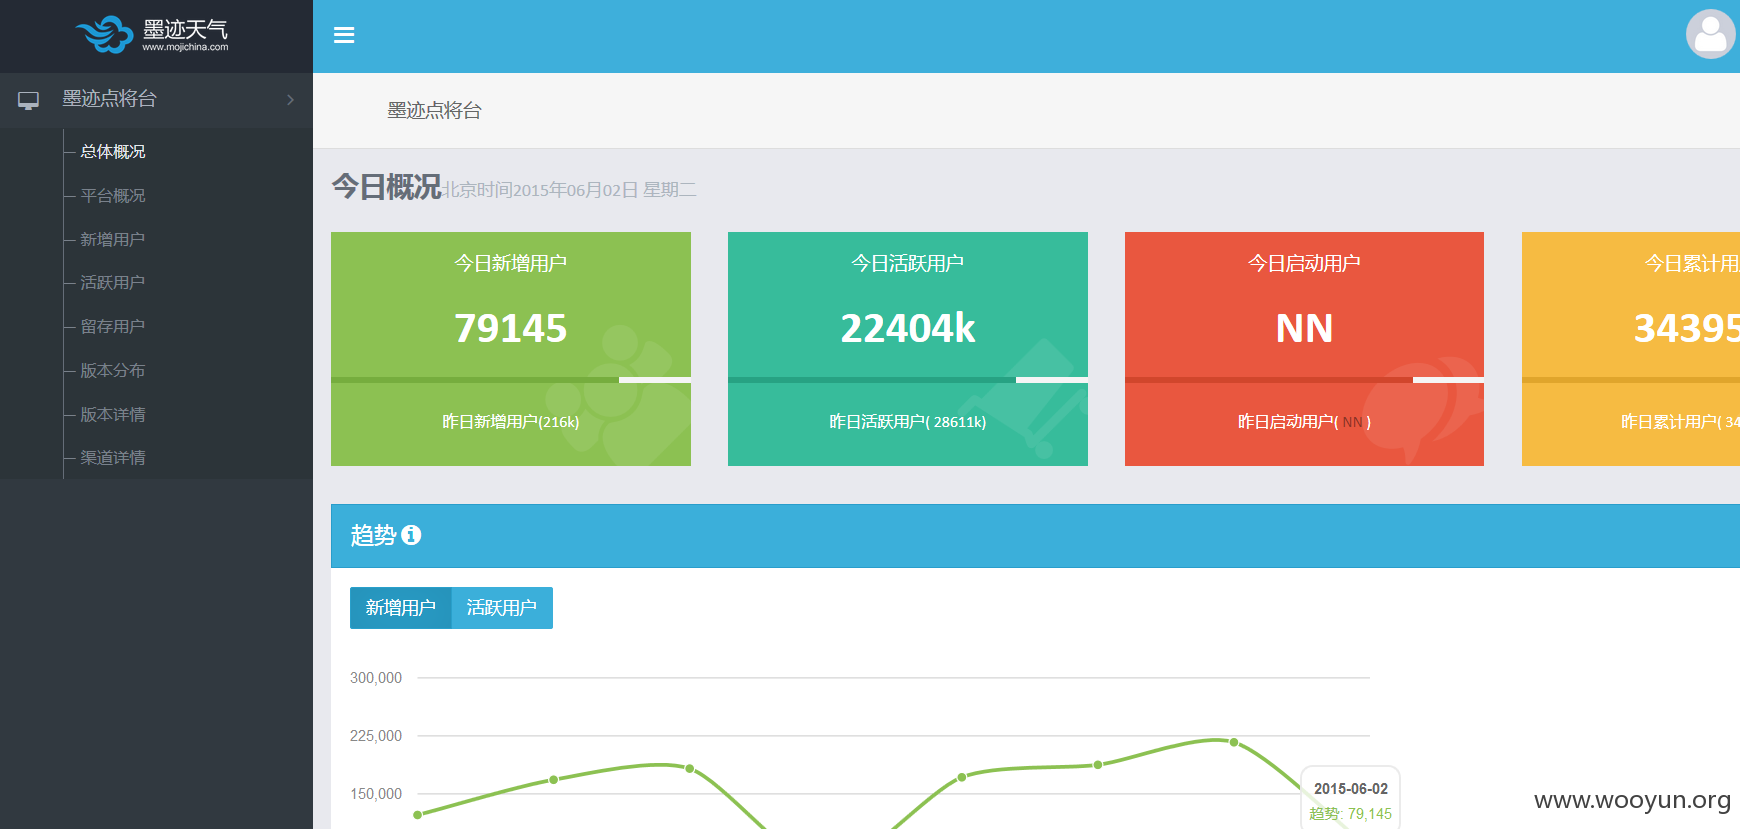 墨迹天气
www.mojichina.com
墨迹点将台
总体概况
平台概况
新增用户
活跃用户
留存用户
版本分布
版本详情
渠道详情
墨迹点将台
今日概况北京时间2015年06月02日 星期二
今日新增用户
79145
昨日新增用户(216k)
今日活跃用户
22404k
昨日活跃用户( 28611k)
今日启动用户
NN
昨日启动用户( NN )
今日累计用
34395
昨日累计用户( 34
趋势
新增用户
活跃用户
300,000
225,000
150,000
2015-06-02
趋势: 79,145
www.wooyun.org